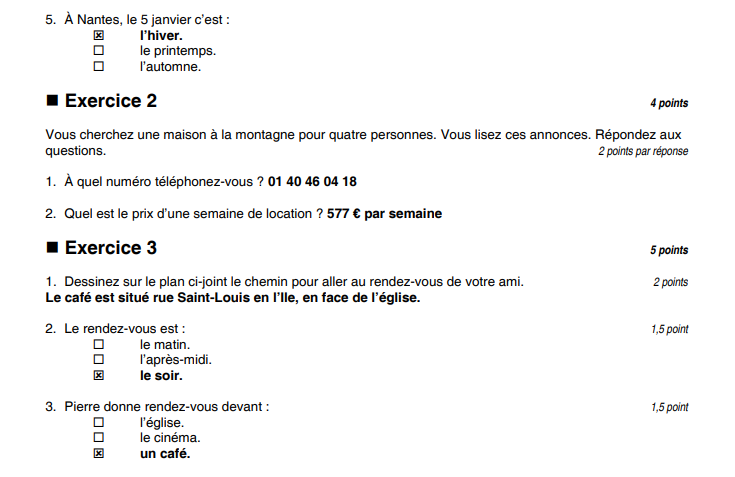 5. À Nantes, le 5 janvier c’est :
☒ l’hiver.
☐ le printemps.
☐ l’automne.
■ Exercice 2 4 points
Vous cherchez une maison à la montagne pour quatre personnes. Vous lisez ces annonces. Répondez aux
questions. 2 points par réponse
1. À quel numéro téléphonez-vous ? 01 40 46 04 18
2. Quel est le prix d’une semaine de location ? 577 € par semaine
■ Exercice 3 5 points
1. Dessinez sur le plan ci-joint le chemin pour aller au rendez-vous de votre ami. 2 points
Le café est situé rue Saint-Louis en l’Ile, en face de l’église.
2. Le rendez-vous est : 1,5 point
☐ le matin.
☐ l’après-midi.
☒ le soir.
3. Pierre donne rendez-vous devant : 1,5 point
☐ l’église.
☐ le cinéma.
☒ un café.